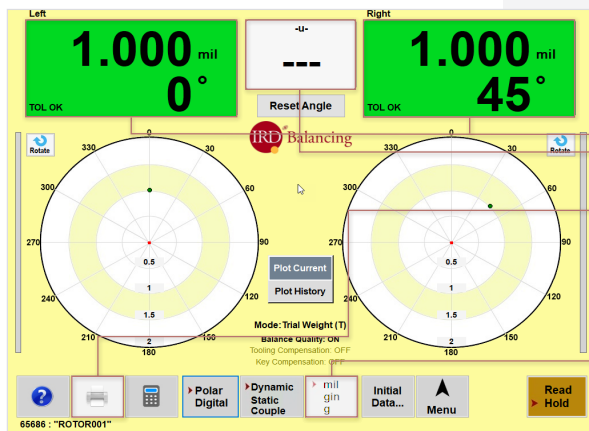 Left
-u-
Right
1.000 mil
---
1.000 mil
0°
45°
TOL OK
TOL OK
Reset Angle
IRD® Balancing
Rotate
Rotate
0
30
60
90
120
150
180
210
240
270
300
330
0.5
1
1.5
2
0
30
60
90
120
150
180
210
240
270
300
330
0.5
1
1.5
2
Plot Current
Plot History
Mode:Trial Weight (T)
Balance Quality: ON
Tooling Compensation: OFF
Key Compensation: OFF
?
Polar
Digital
Dynamic
Static
Couple
mil
gin
g
Initial
Data...
Menu
Read
Hold
65686 : "ROTOR001"